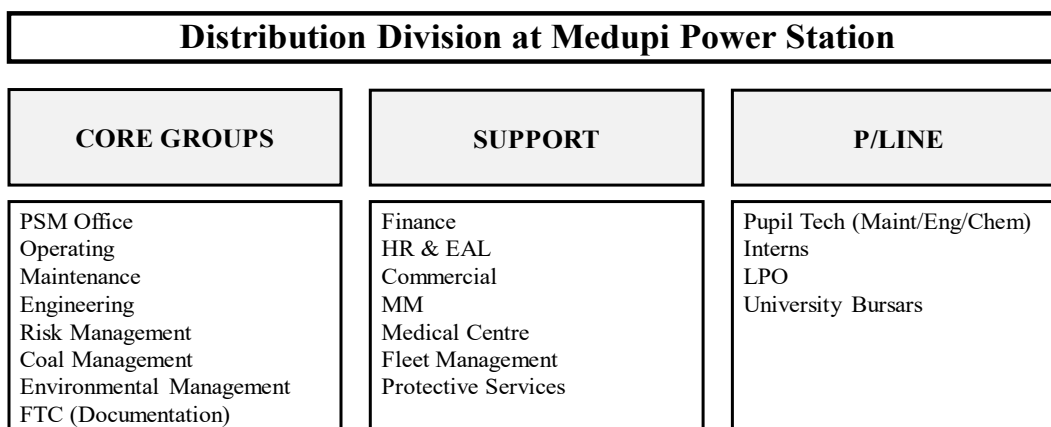 Distribution Division at Medupi Power Station
CORE GROUPS
PSM Office
Operating
Maintenance
Engineering
Risk Management
Coal Management
Environmental Management
FTC (Documentation)
SUPPORT
Finance
HR & EAL
Commercial
MM
Medical Centre
Fleet Management
Protective Services
P/LINE
Pupil Tech (Maint/Eng/Chem)
Interns
LPO
University Bursars